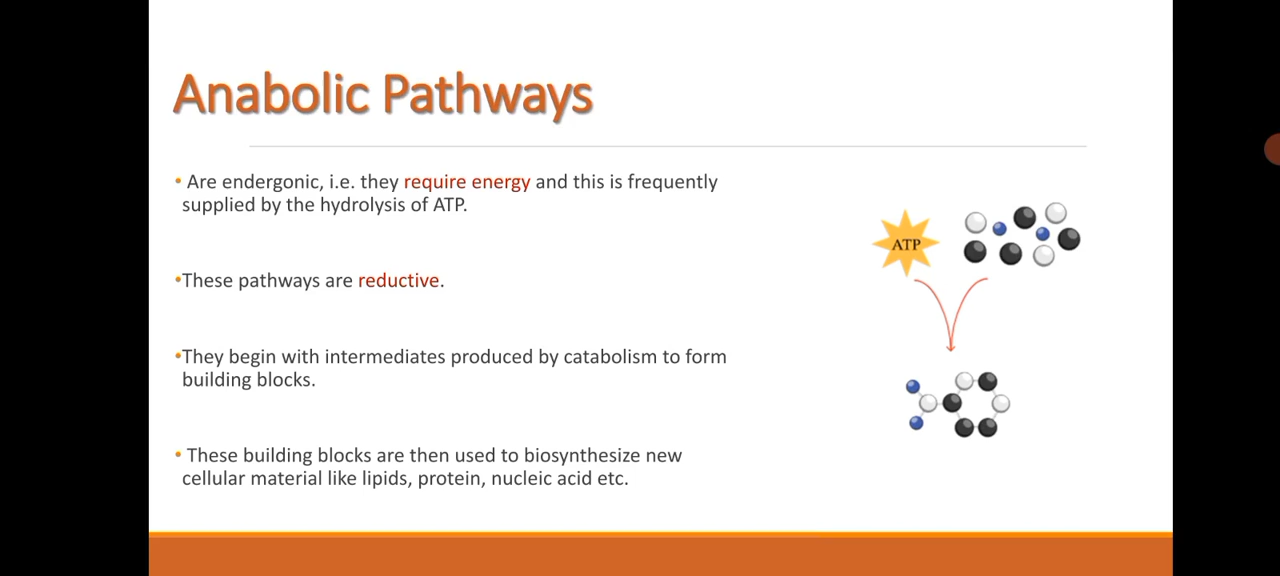 Anabolic Pathways
• Are endergonic, i.e. they require energy and this is frequently
supplied by the hydrolysis of ATP.
•These pathways are reductive.
•They begin with intermediates produced by catabolism to form
building blocks.
• These building blocks are then used to biosynthesize new
cellular material like lipids, protein, nucleic acid etc.
ATP